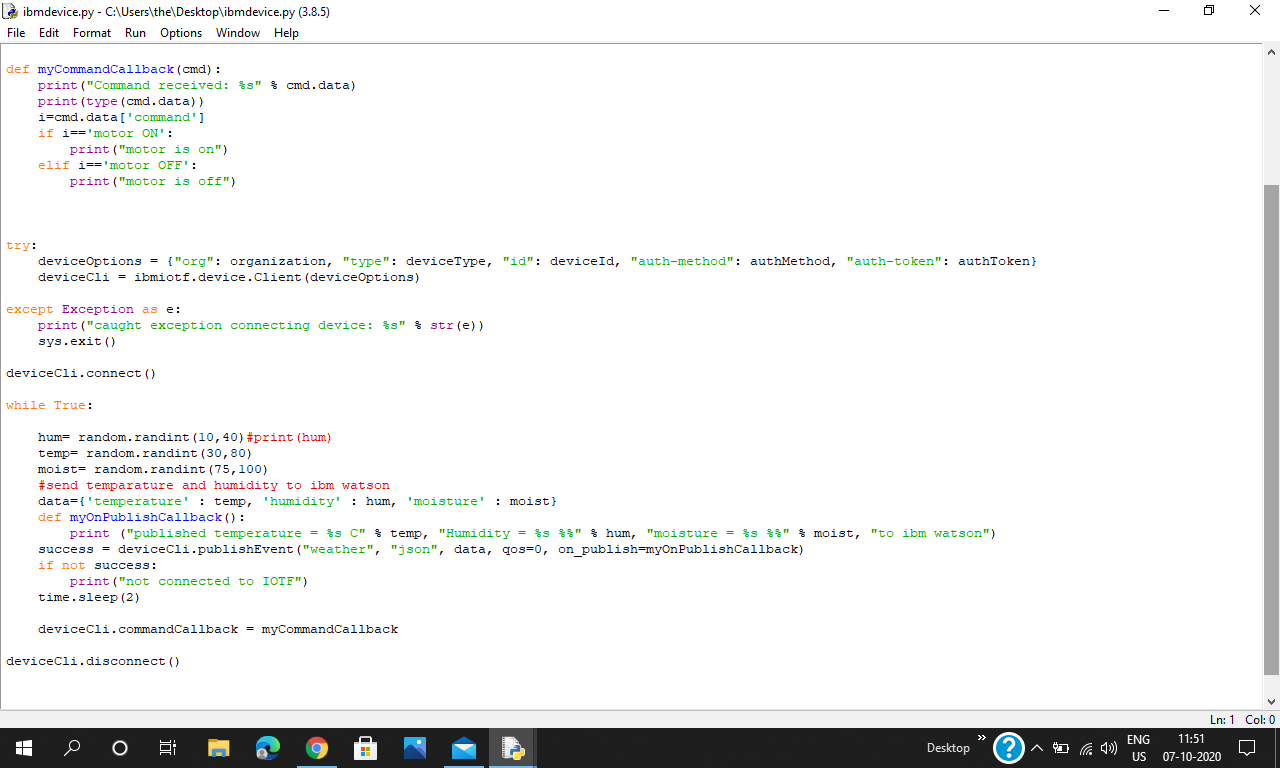 ibmdevice.py - C:\Users\the\Desktop\ibmdevice.py (3.8.5)
File Edit Format Run Options Window Help
def myCommandCallback(cmd):
    print("Command received: %s" % cmd.data)
    print(type(cmd.data))
    i=cmd.data['command']
    if i=='motor ON':
        print("motor is on")
    elif i=='motor OFF':
        print("motor is off")
try:
    deviceOptions = {"org": organization, "type": deviceType, "id": deviceId, "auth-method": authMethod, "auth-token": authToken}
    deviceCli = ibmiotf.device.Client(deviceOptions)
except Exception as e:
    print("caught exception connecting device: %s" % str(e))
    sys.exit()
deviceCli.connect()
while True:
    hum= random.randint(10,40)#print(hum)
    temp= random.randint(30,80)
    moist= random.randint(75,100)
    #send temparature and humidity to ibm watson
    data={'temperature' : temp, 'humidity' : hum, 'moisture' : moist}
    def myOnPublishCallback():
        print ("published temperature = %s C" % temp, "Humidity = %s %%" % hum, "moisture = %s %%" % moist, "to ibm watson")
    success = deviceCli.publishEvent("weather", "json", data, qos=0, on_publish=myOnPublishCallback)
    if not success:
        print("not connected to IOTF")
    time.sleep(2)
    deviceCli.commandCallback = myCommandCallback
deviceCli.disconnect()
Ln: 1 Col: 0
Desktop
ENG
US
11:51
07-10-2020